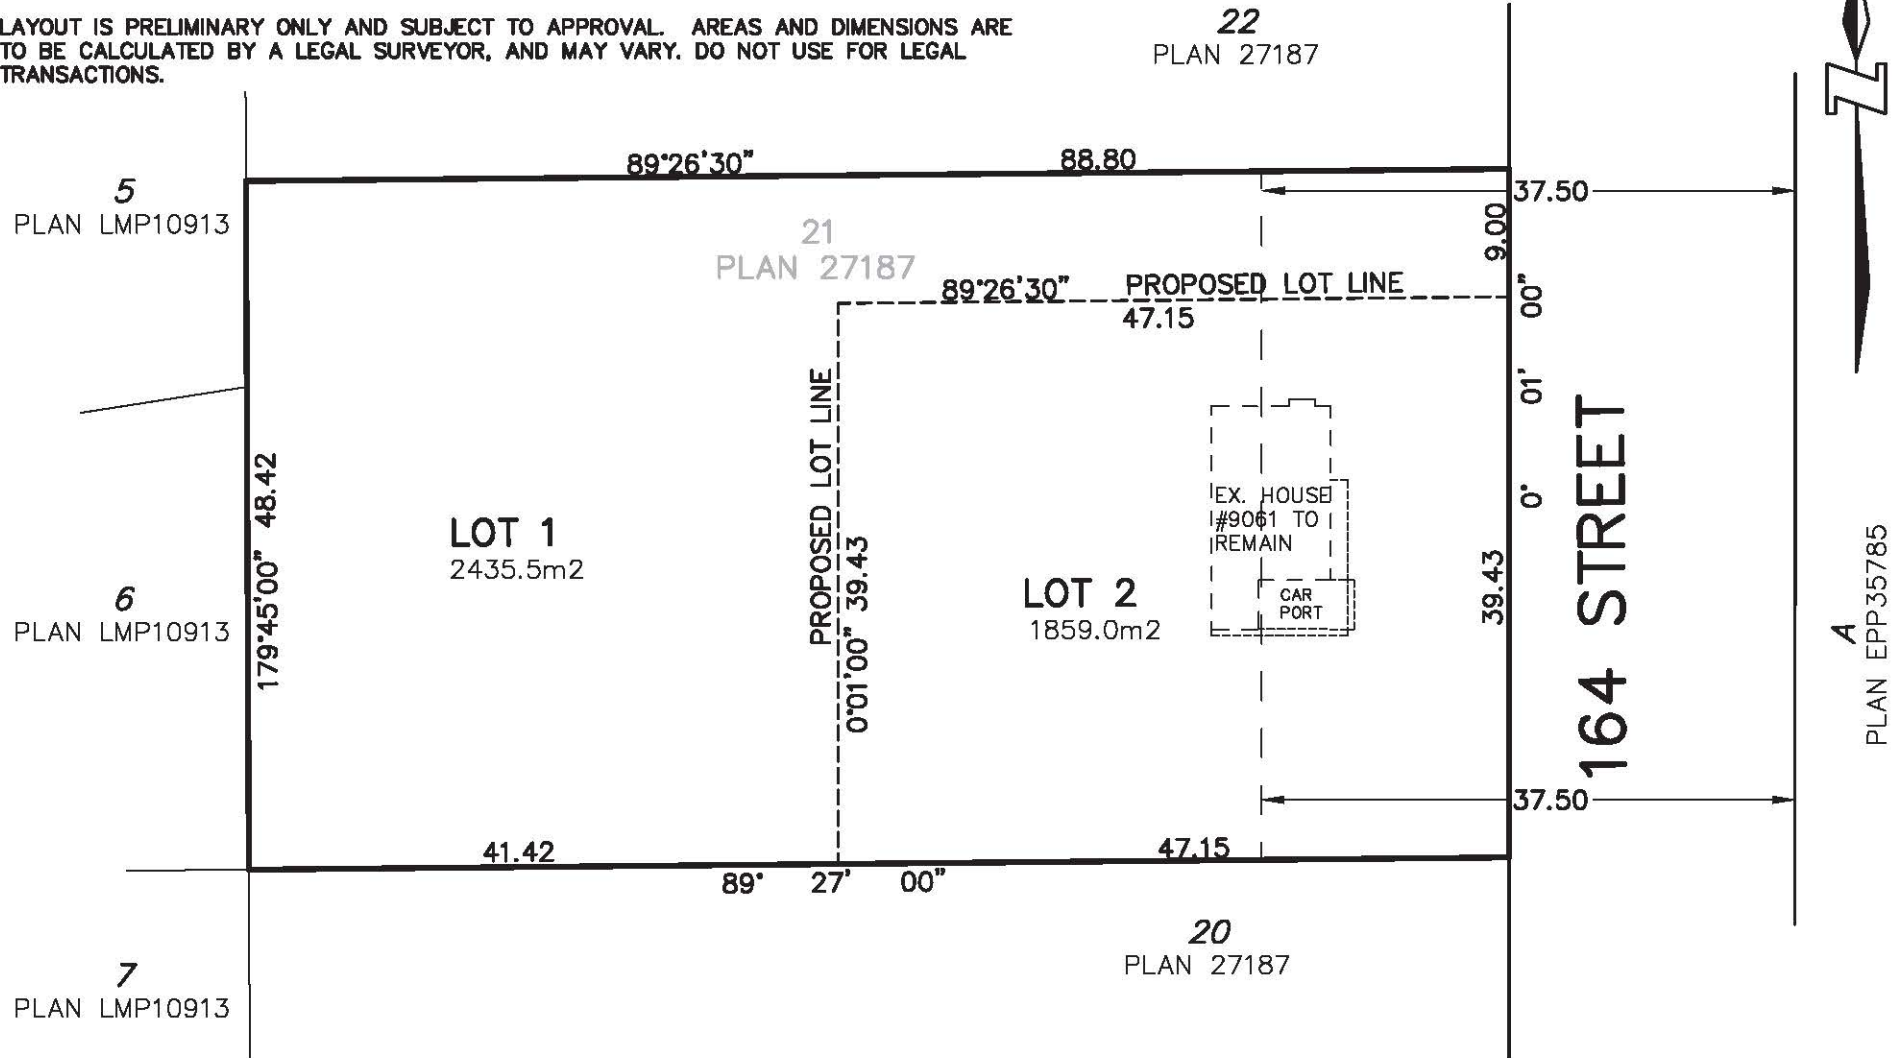 LAYOUT IS PRELIMINARY ONLY AND SUBJECT TO APPROVAL. AREAS AND DIMENSIONS ARE
TO BE CALCULATED BY A LEGAL SURVEYOR, AND MAY VARY. DO NOT USE FOR LEGAL
TRANSACTIONS.
22
PLAN 27187
Z
89°26'30"
88.80
5
PLAN LMP10913
37.50
9.00
21
PLAN 27187
89°26'30"
PROPOSED LOT LINE
47.15
0° 01' 00"
PROPOSED LOT LINE
0°01'00" 39.43
179°45'00" 48.42
LOT 1
2435.5m2
EX. HOUSE
#9061 TO
REMAIN
CAR
PORT
LOT 2
1859.0m2
39.43
164 STREET
A
PLAN EPP35785
6
PLAN LMP10913
37.50
41.42
47.15
89° 27' 00"
20
PLAN 27187
7
PLAN LMP10913